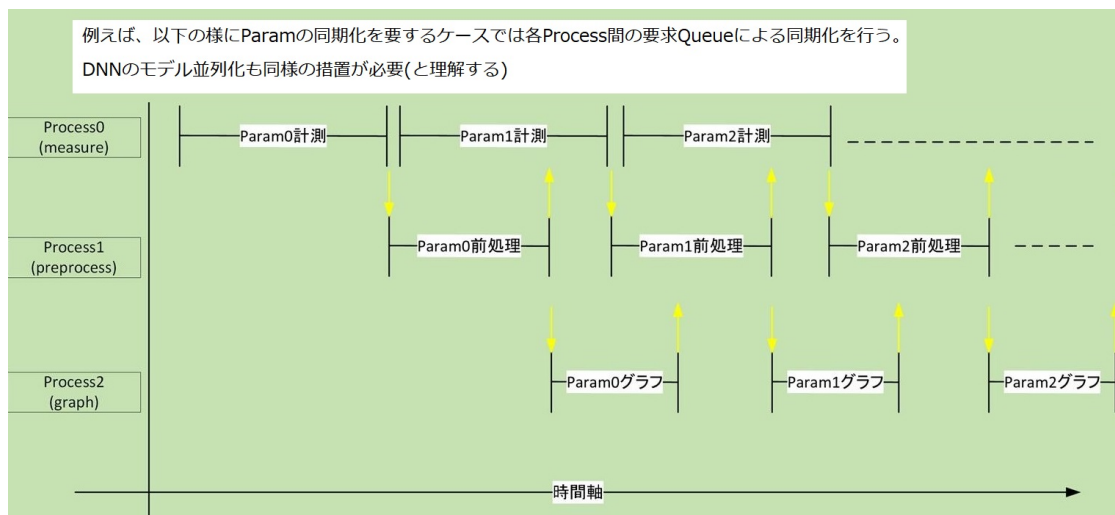 例えば、以下の様にParamの同期化を要するケースでは各Process間の要求Queueによる同期化を行う。
DNNのモデル並列化も同様の措置が必要(と理解する)
Process0
(measure)
Param0計測
Param1計測
Param2計測
Process1
(preprocess)
Param0前処理
Param1前処理
Param2前処理
Process2
(graph)
Param0グラフ
Param1グラフ
Param2グラフ
時間軸